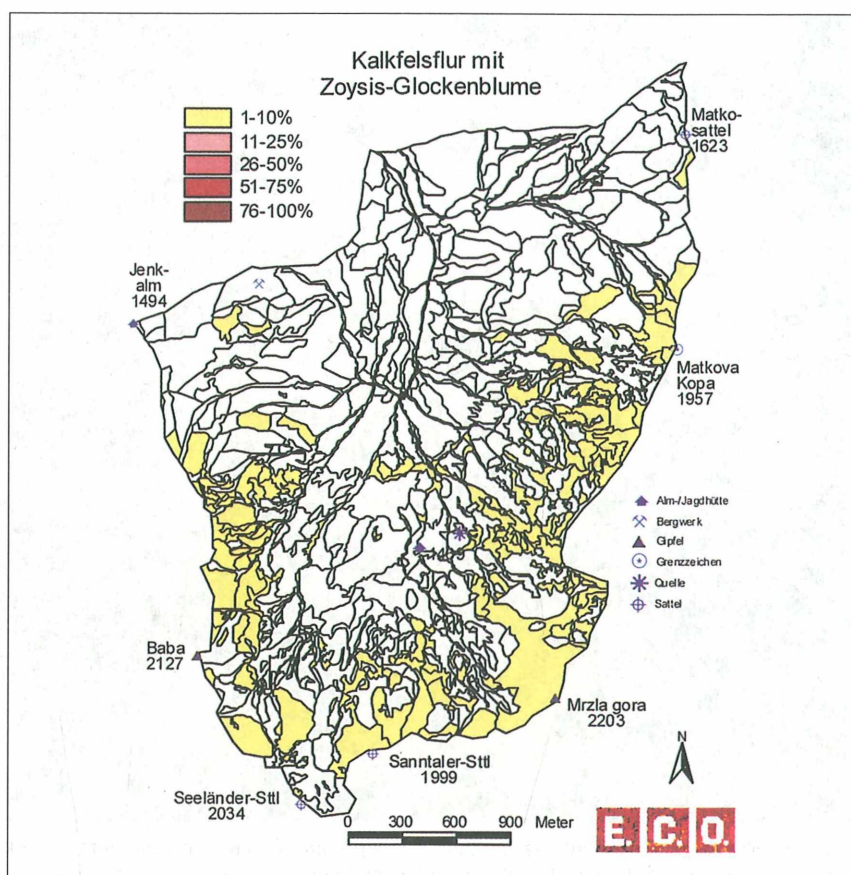 Kalkfelsflur mit
Zoysis-Glockenblume
1-10%
11-25%
26-50%
51-75%
76-100%
Matko-
sattel
1623
Jenk-
alm
1494
Matkova
Kopa
1957
Alm-/Jagdhütte
Bergwerk
Gipfel
Grenzzeichen
Quelle
Sattel
Baba
2127
Mrzla gora
2203
Sanntaler-Sttl
1999
Seeländer-Sttl
2034
N
0 300 600 900 Meter
E.C.O.